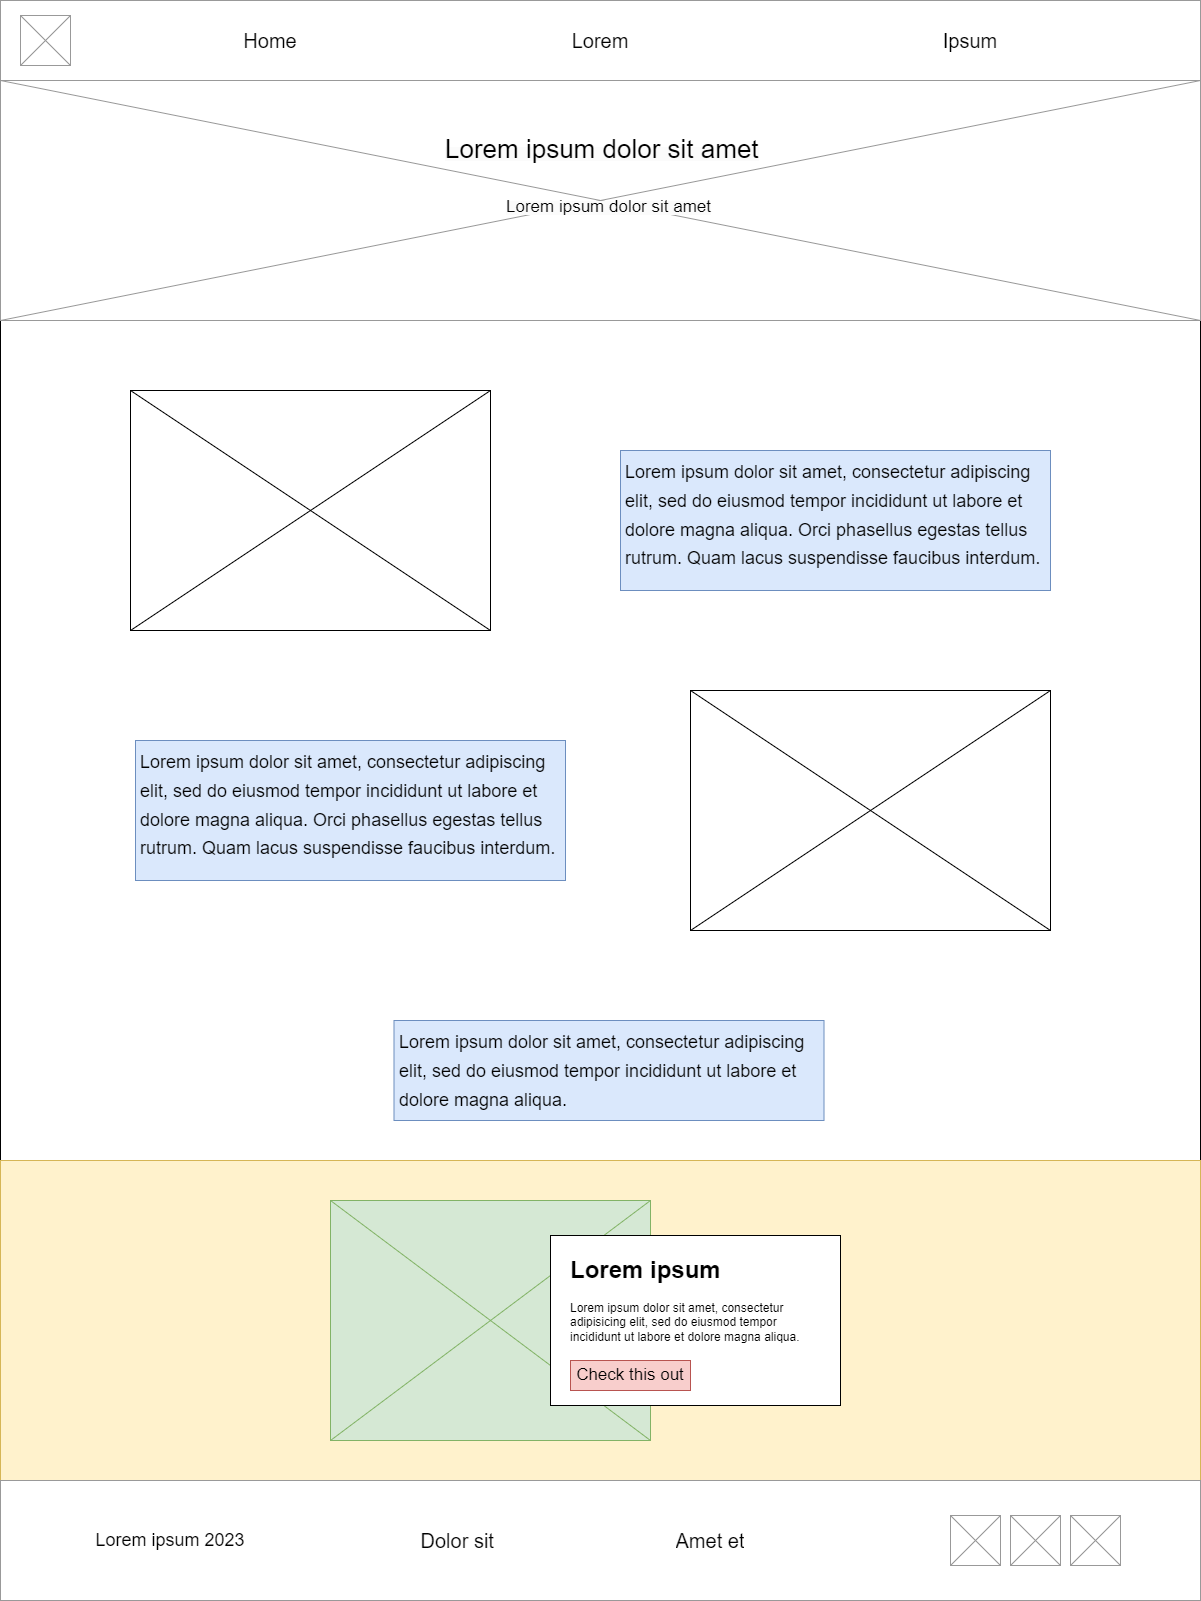 Home
Lorem
Ipsum
Lorem ipsum dolor sit amet
Lorem ipsum dolor sit amet
Lorem ipsum dolor sit amet, consectetur adipiscing
elit, sed do eiusmod tempor incididunt ut labore et
dolore magna aliqua. Orci phasellus egestas tellus
rutrum. Quam lacus suspendisse faucibus interdum.
Lorem ipsum dolor sit amet, consectetur adipiscing
elit, sed do eiusmod tempor incididunt ut labore et
dolore magna aliqua. Orci phasellus egestas tellus
rutrum. Quam lacus suspendisse faucibus interdum.
Lorem ipsum dolor sit amet, consectetur adipiscing
elit, sed do eiusmod tempor incididunt ut labore et
dolore magna aliqua.
Lorem ipsum
Lorem ipsum dolor sit amet, consectetur
adipisicing elit, sed do eiusmod tempor
incididunt ut labore et dolore magna aliqua.
Check this out
Lorem ipsum 2023
Dolor sit
Amet et